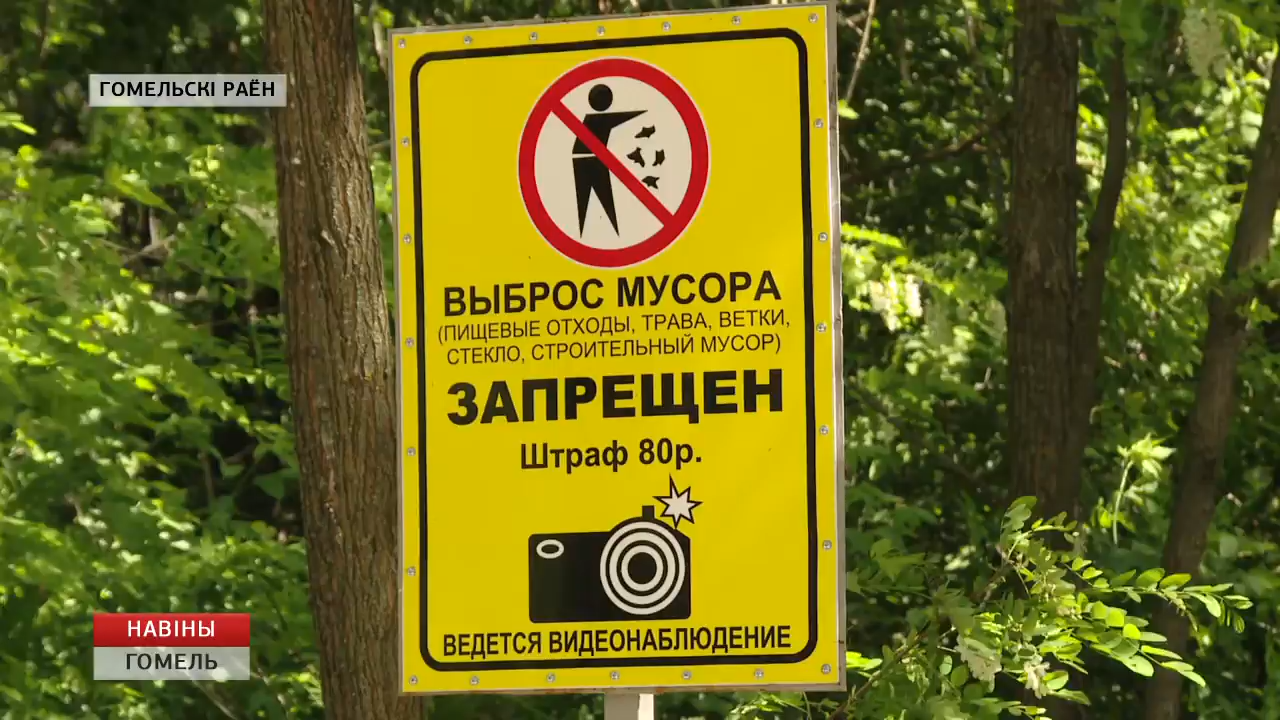 ГОМЕЛЬСКІ РАЁН
ВЫБРОС МУСОРА
(ПИЩЕВЫЕ ОТХОДЫ, ТРАВА, ВЕТКИ,
СТЕКЛО, СТРОИТЕЛЬНЫЙ МУСОР)
ЗАПРЕЩЕН
Штраф 80р.
ВЕДЕТСЯ ВИДЕОНАБЛЮДЕНИЕ
НАВІНЫ
ГОМЕЛЬ